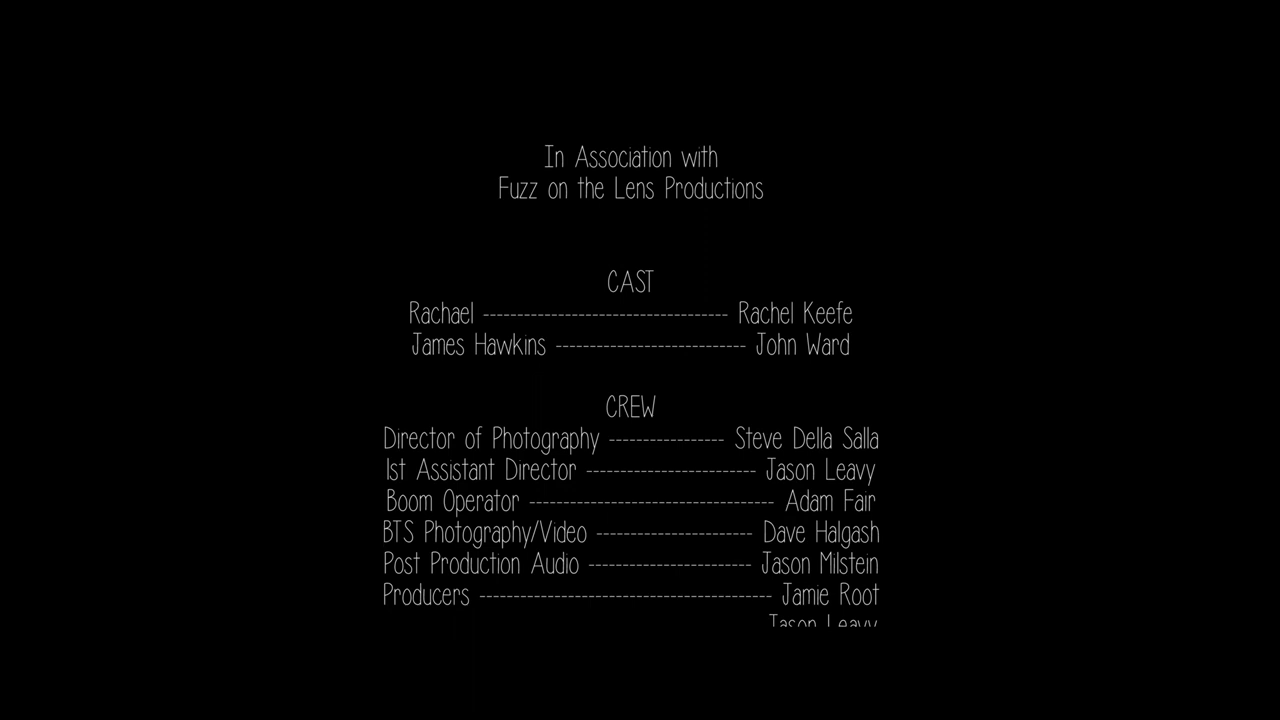 In Association with
Fuzz on the Lens Productions
CAST
Rachael ------------------------------------ Rachel Keefe
James Hawkins ---------------------------- John Ward
CREW
Director of Photography ----------------- Steve Della Salla
1st Assistant Director ------------------------- Jason Leavy
Boom Operator ------------------------------------ Adam Fair
BTS Photography/Video ----------------------- Dave Halgash
Post Production Audio ------------------------ Jason Milstein
Producers ------------------------------------------- Jamie Root
Jason Leavy